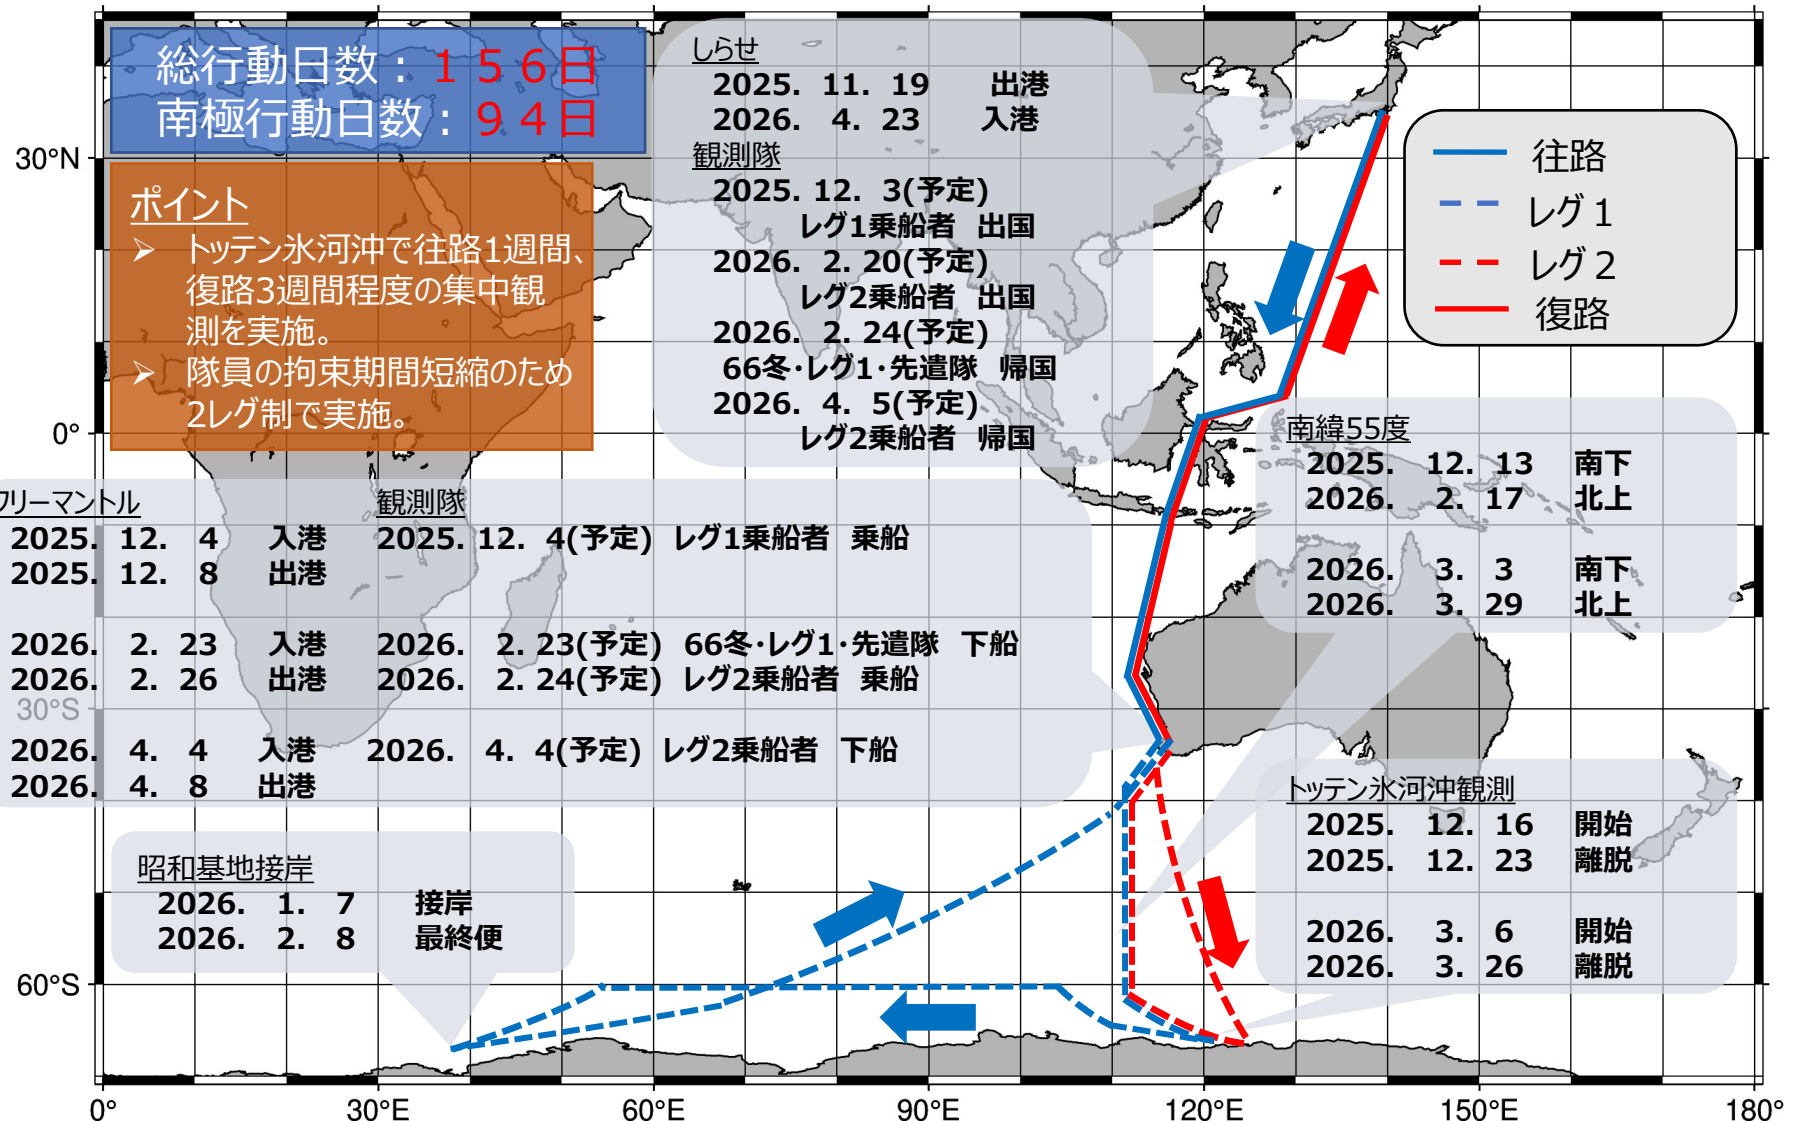 総行動日数：１５６日
南極行動日数：９４日
ポイント
➢ トッテン氷河沖で往路1週間、
復路3週間程度の集中観
測を実施。
➢ 隊員の拘束期間短縮のため
2レグ制で実施。
しらせ
2025. 11. 19 出港
2026. 4. 23 入港
観測隊
2025. 12. 3(予定)
レグ1乗船者 出国
2026. 2. 20(予定)
レグ2乗船者 出国
2026. 2. 24(予定)
66冬・レグ1・先遣隊 帰国
2026. 4. 5(予定)
レグ2乗船者 帰国
往路
レグ１
レグ２
復路
南緯55度
2025. 12. 13 南下
2026. 2. 17 北上
2026. 3. 3 南下
2026. 3. 29 北上
フリーマントル 観測隊
2025. 12. 4 入港 2025. 12. 4(予定) レグ1乗船者 乗船
2025. 12. 8 出港
2026. 2. 23 入港 2026. 2. 23(予定) 66冬・レグ1・先遣隊 下船
2026. 2. 26 出港 2026. 2. 24(予定) レグ2乗船者 乗船
2026. 4. 4 入港 2026. 4. 4(予定) レグ2乗船者 下船
2026. 4. 8 出港
トッテン氷河沖観測
2025. 12. 16 開始
2025. 12. 23 離脱
2026. 3. 6 開始
2026. 3. 26 離脱
昭和基地接岸
2026. 1. 7 接岸
2026. 2. 8 最終便
30°N
0°
30°S
60°S
0°
30°E
60°E
90°E
120°E
150°E
180°